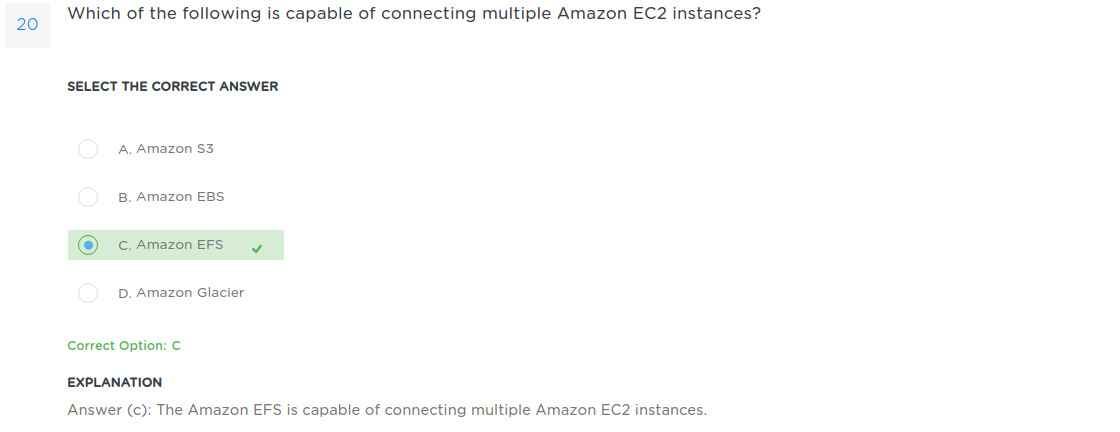 20
Which of the following is capable of connecting multiple Amazon EC2 instances?
SELECT THE CORRECT ANSWER
A. Amazon S3
B. Amazon EBS
C. Amazon EFS
D. Amazon Glacier
Correct Option: C
EXPLANATION
Answer (c): The Amazon EFS is capable of connecting multiple Amazon EC2 instances.